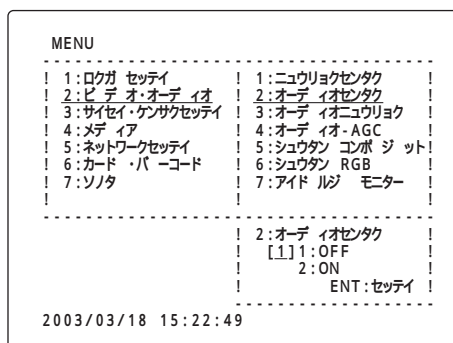 MENU
! 1:ロクガ セッテイ ! 1:ニュウリョクセンタク !
! 2:ビ デ オ・オーデ ィオ ! 2:オーデ ィオセンタク !
! 3:サイセイ・ケンサクセッテイ ! 3:オーデ ィオニュウリョク !
! 4:メデ ィア ! 4:オーデ ィオ-AGC !
! 5:ネットワークセッテイ ! 5:シュウタン コンポ ジ ット!
! 6:カード ・バ ーコード ! 6:シュウタン RGB !
! 7:ソノタ ! 7:アイド ルジ モニター !
! ! !
! 2:オーデ ィオセンタク !
! [1]1:OFF !
! 2:ON !
! ENT:セッテイ !
2003/03/18 15:22:49